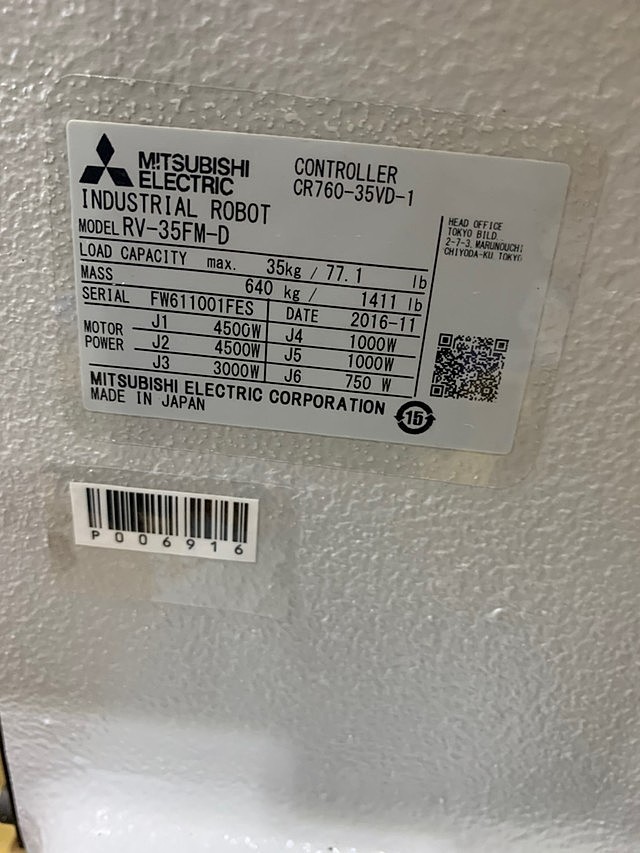 MITSUBISHI
ELECTRIC
CONTROLLER
CR760-35VD-1
INDUSTRIAL ROBOT
MODEL RV-35FM-D
LOAD CAPACITY max. 35kg / 77.1 lb
MASS 640 kg / 1411 lb
SERIAL FW611001FES DATE 2016-11
MOTOR POWER
J1 4500W J4 1000W
J2 4500W J5 1000W
J3 3000W J6 750 W
MITSUBISHI ELECTRIC CORPORATION
MADE IN JAPAN
15
HEAD OFFICE
TOKYO BILD.
2-7-3, MARUNOUCHI
CHIYODA-KU, TOKYO
P006916